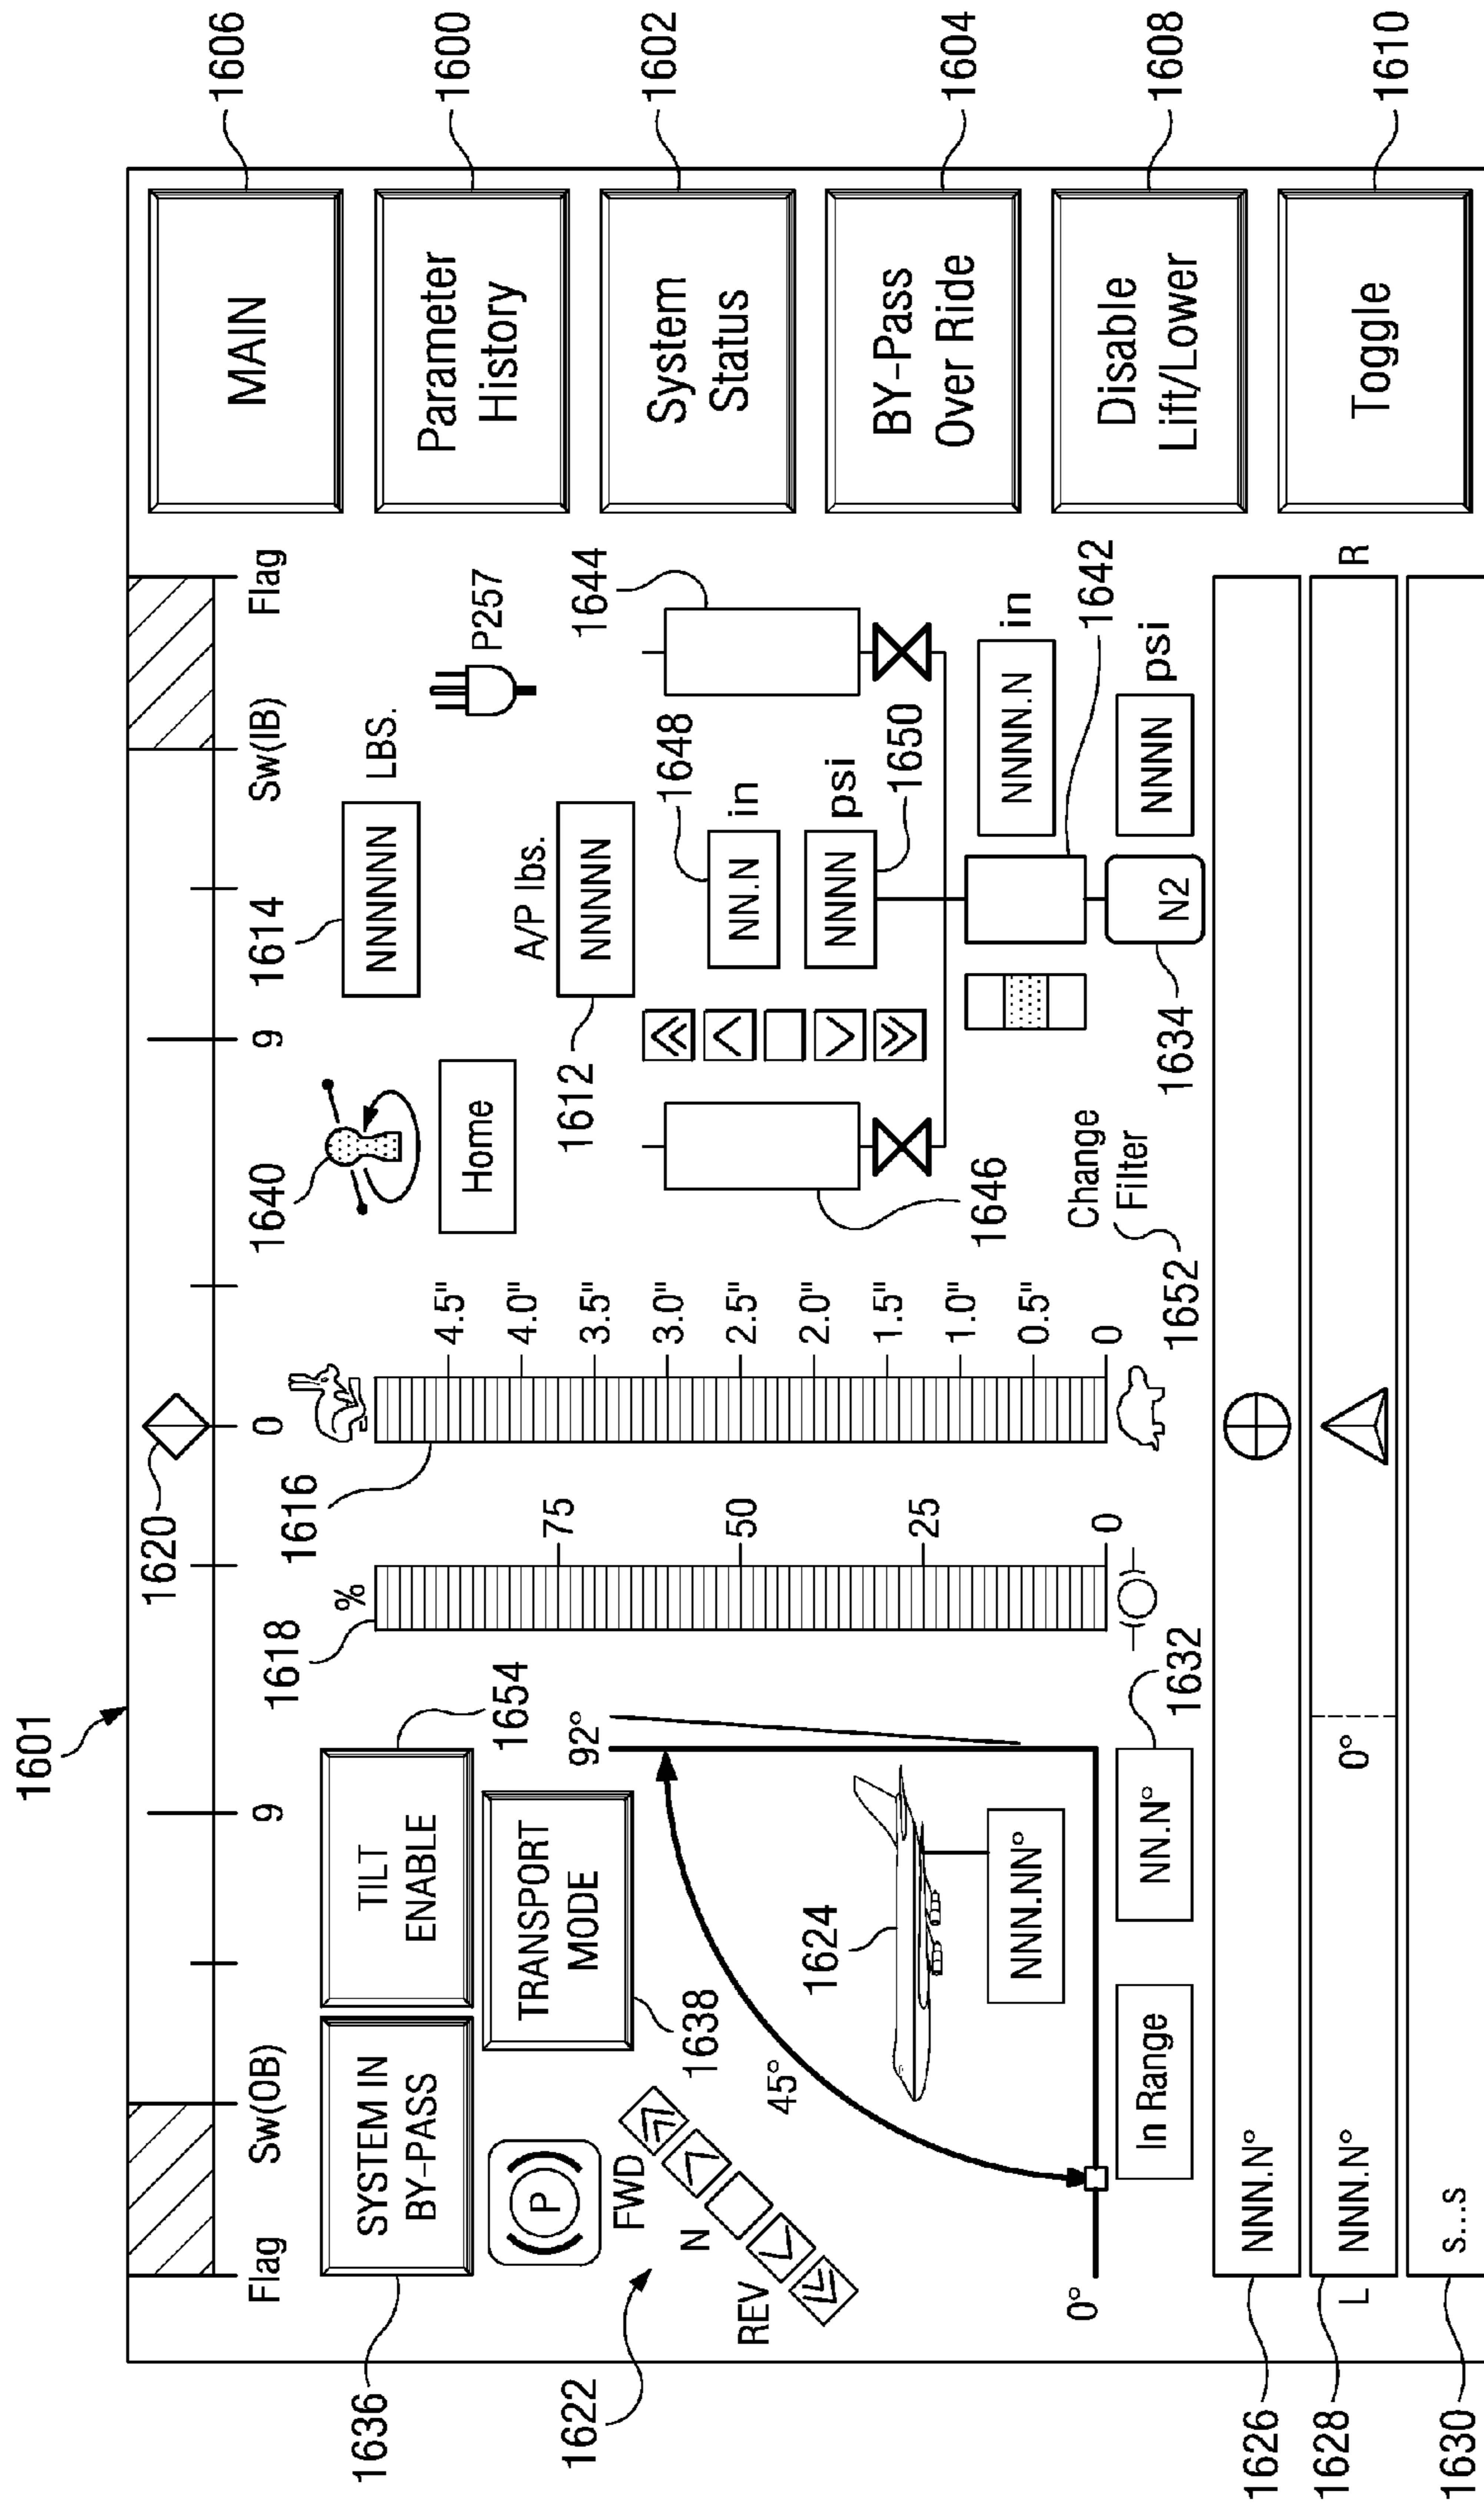 1601
1620
Flag
Sw(OB)
9
0
9
Sw(IB)
Flag
1636
SYSTEM IN
BY-PASS
TILT
ENABLE
1654
TRANSPORT
MODE
1638
P
1622
FWD
N
REV
92°
45°
0°
1624
NNN.NN°
In Range
NN.N°
1632
1618
%
75
50
25
0
1616
4.5"
4.0"
3.5"
3.0"
2.5"
2.0"
1.5"
1.0"
0.5"
0
1640
Home
1614
NNNNNN
LBS.
P257
A/P lbs.
NNNNN
1612
1644
1648
NN.N
in
NNNN
psi
1650
1646
NNNN.N
in
1642
Change
Filter
1652
1634
N2
NNNN
psi
1626
NNN.N°
1628
L
NNN.N°
0°
R
1630
s...s
MAIN
1606
Parameter
History
1600
System
Status
1602
BY-Pass
Over Ride
1604
Disable
Lift/Lower
1608
Toggle
1610